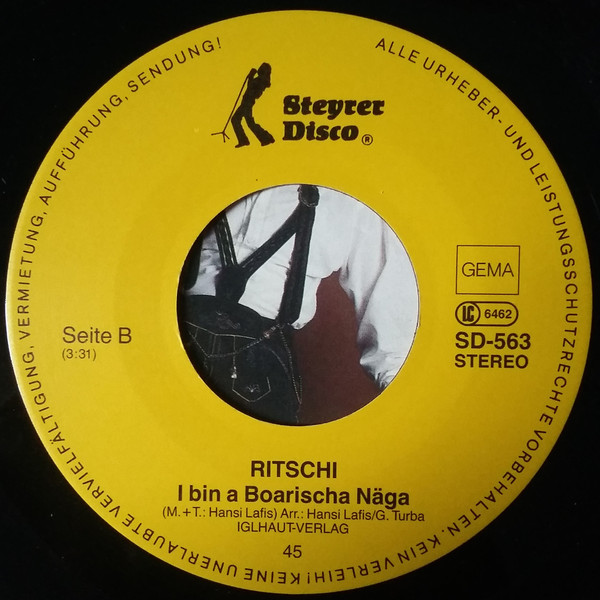 ALLE URHEBER- UND LEISTUNGSSCHUTZRECHTE VORBEHALTEN. KEIN VERLEIH! KEINE UNERLAUBTE VERVIELFÄLTIGUNG, VERMIETUNG, AUFFÜHRUNG, SENDUNG!
Steyrer
Disco ®
GEMA
LC 6462
SD-563
STEREO
Seite B
(3:31)
RITSCHI
I bin a Boarischa Näga
(M.+T.: Hansi Lafis) Arr.: Hansi Lafis/G. Turba
IGLHAUT-VERLAG
45